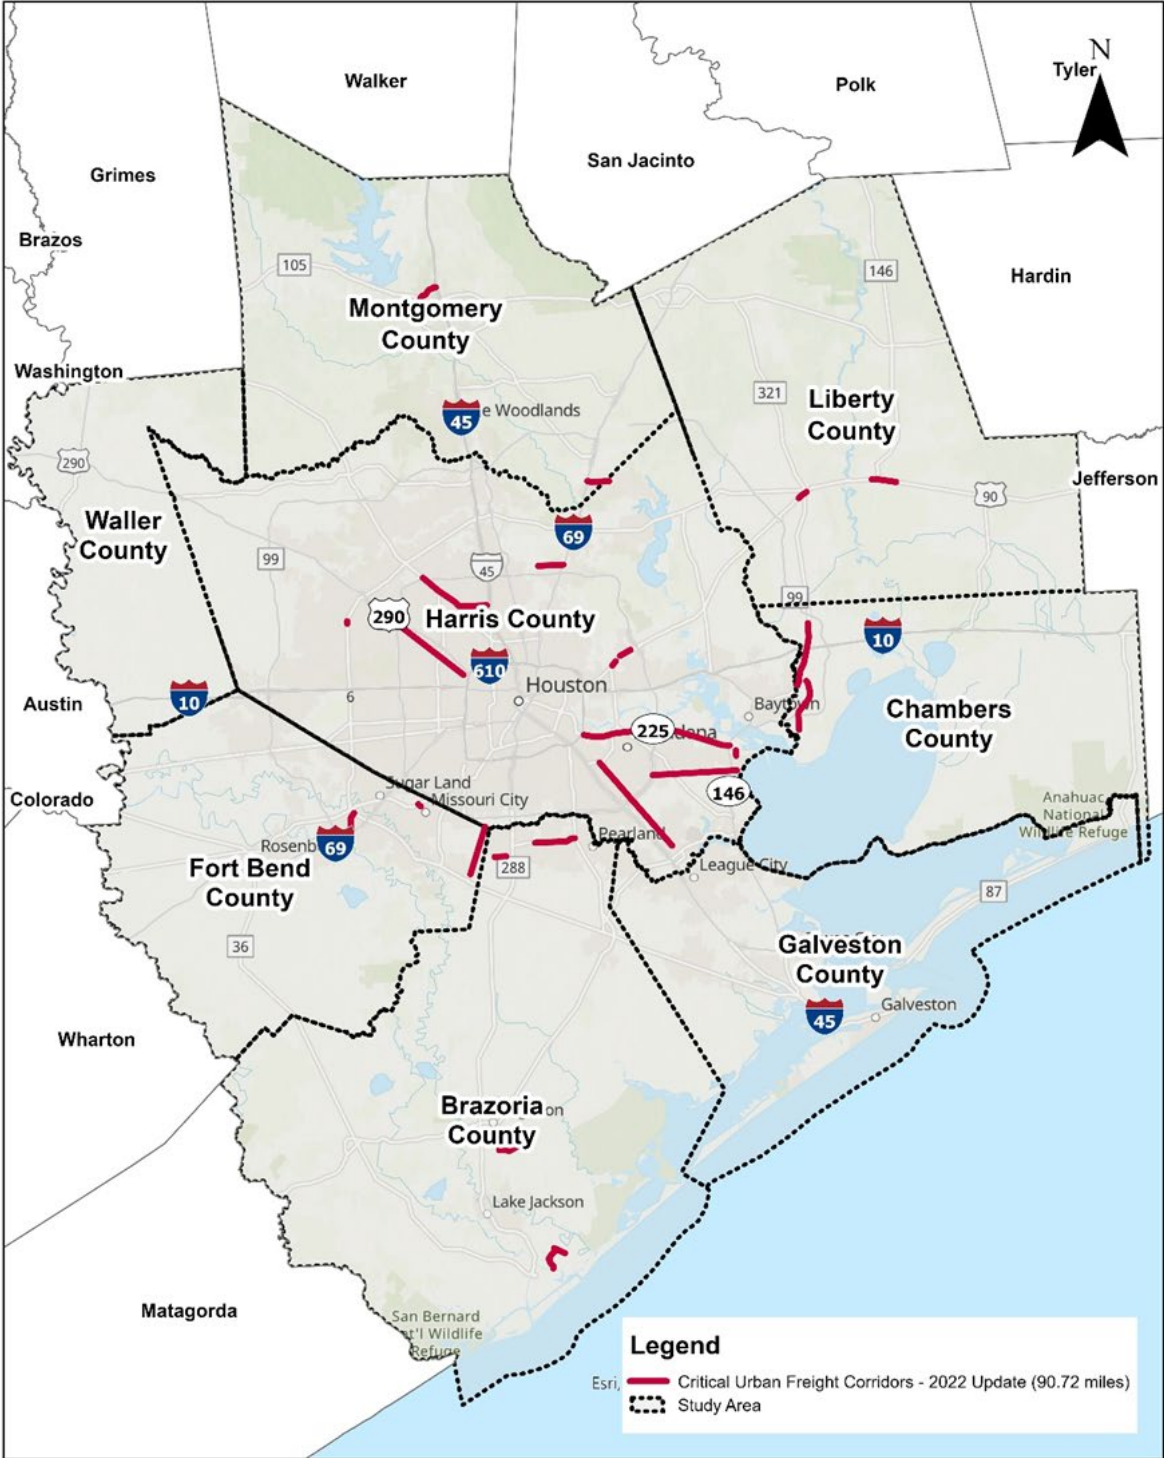 N
Tyler
Walker
Polk
San Jacinto
Grimes
Brazos
Hardin
105
146
Montgomery
County
Washington
321
Liberty
County
45
e Woodlands
290
Jefferson
90
Waller
County
69
99
45
99
290
Harris County
10
610
Houston
Austin
10
6
Baytown
Chambers
County
225
dena
Sugar Land
Missouri City
146
Colorado
Anahuac
National
Wildlife Refuge
Rosenb
69
Pearland
League City
288
87
Fort Bend
County
36
Galveston
County
45
Galveston
Wharton
Brazoria
County
on
Lake Jackson
Matagorda
San Bernard
at'l Wildlife
Refuge
Legend
Esri,
Critical Urban Freight Corridors - 2022 Update (90.72 miles)
Study Area